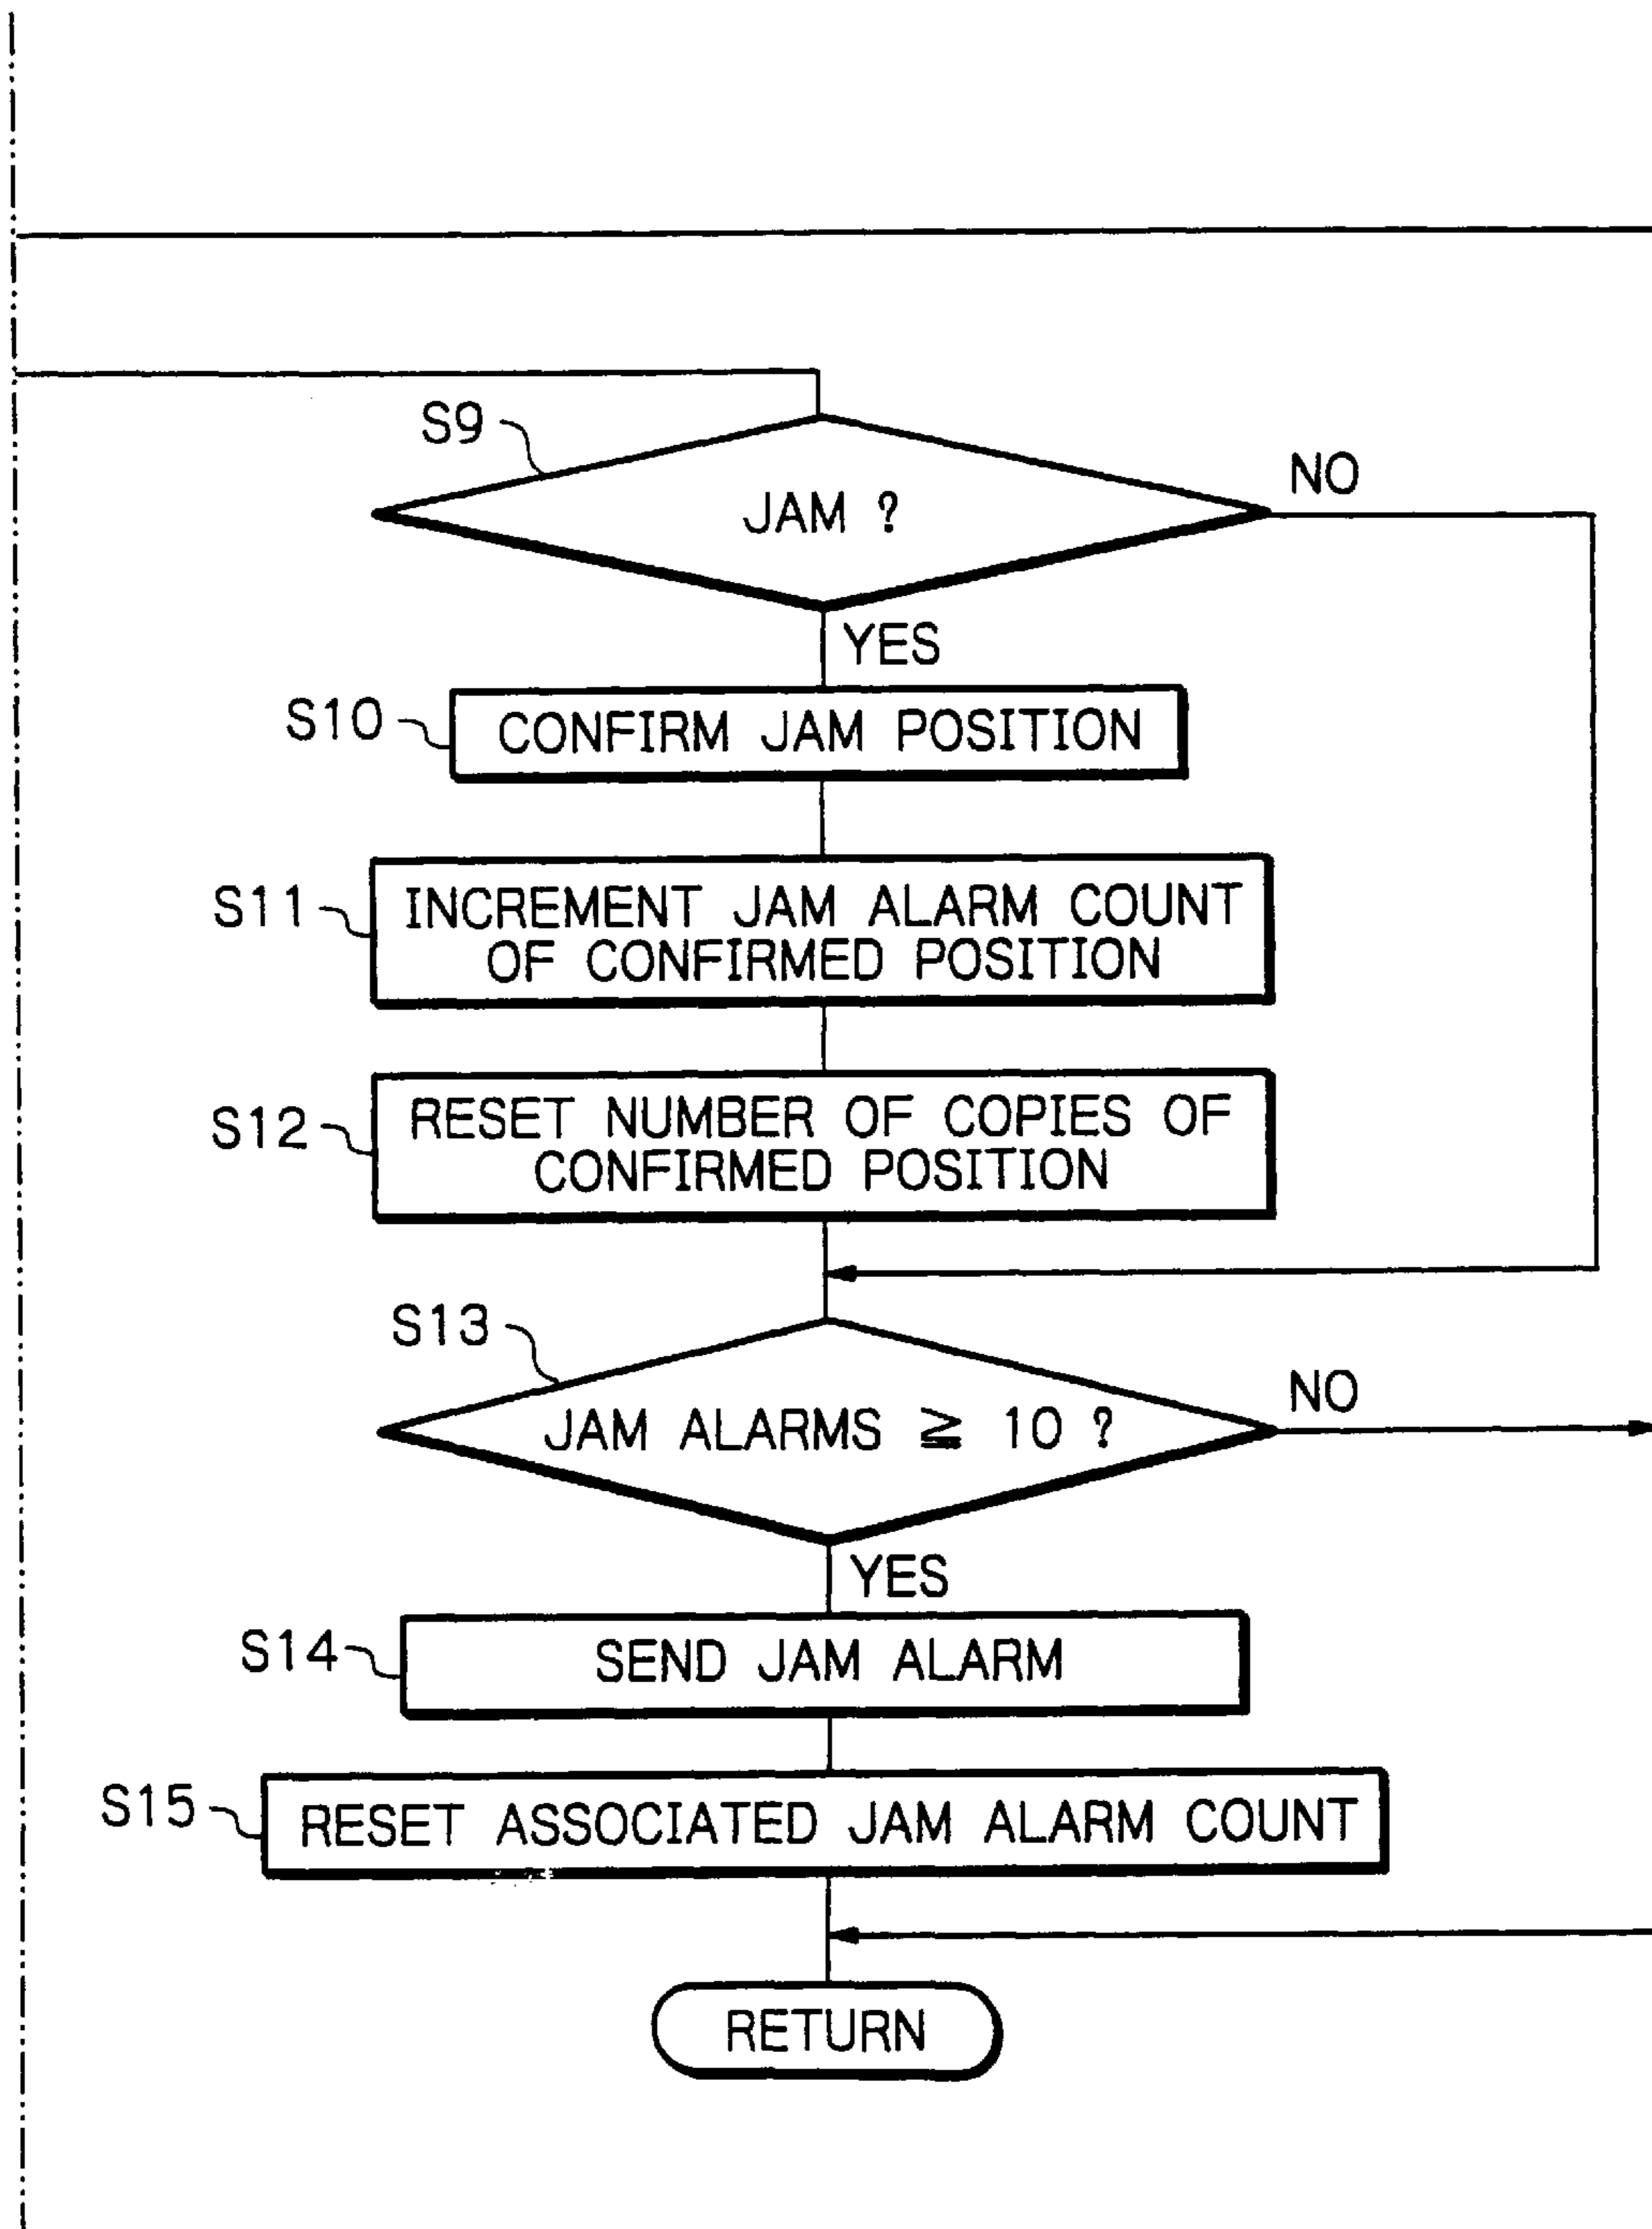 S9
JAM ?
NO
YES
S10
CONFIRM JAM POSITION
S11
INCREMENT JAM ALARM COUNT
OF CONFIRMED POSITION
S12
RESET NUMBER OF COPIES OF
CONFIRMED POSITION
S13
JAM ALARMS ≧ 10 ?
NO
YES
S14
SEND JAM ALARM
S15
RESET ASSOCIATED JAM ALARM COUNT
RETURN